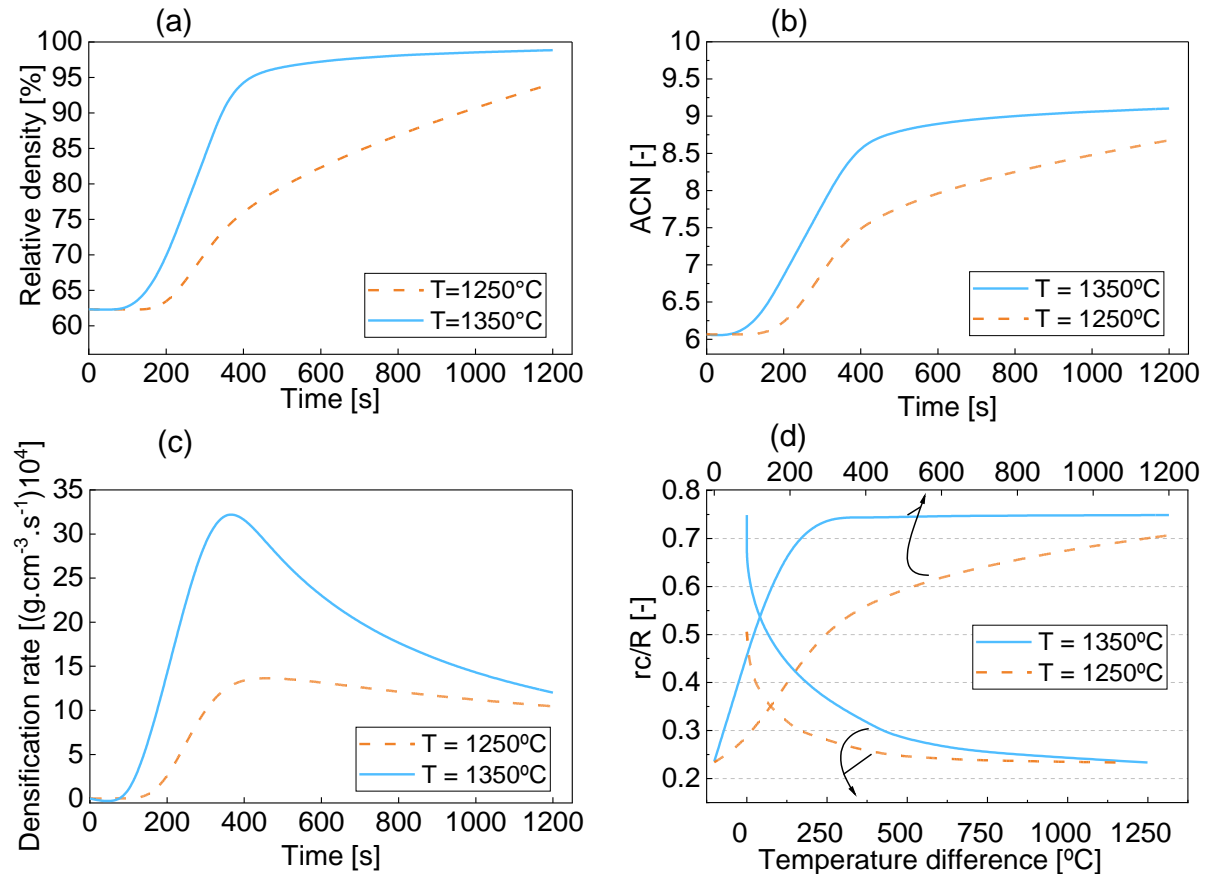 (a)
100
95
90
85
80
75
70
65
60
Relative density [%]
T=1250°C
T=1350°C
0 200 400 600 800 1000 1200
Time [s]
(b)
10
9.5
9
8.5
8
7.5
7
6.5
6
ACN [-]
T = 1350ºC
T = 1250ºC
0 200 400 600 800 1000 1200
Time [s]
(c)
35
30
25
20
15
10
5
0
Densification rate [(g.cm-3.s-1)104]
T = 1250ºC
T = 1350ºC
0 200 400 600 800 1000 1200
Time [s]
(d)
0 200 400 600 800 1000 1200
0.8
0.7
0.6
0.5
0.4
0.3
0.2
rc/R [-]
T = 1350ºC
T = 1250ºC
0 250 500 750 1000 1250
Temperature difference [ºC]